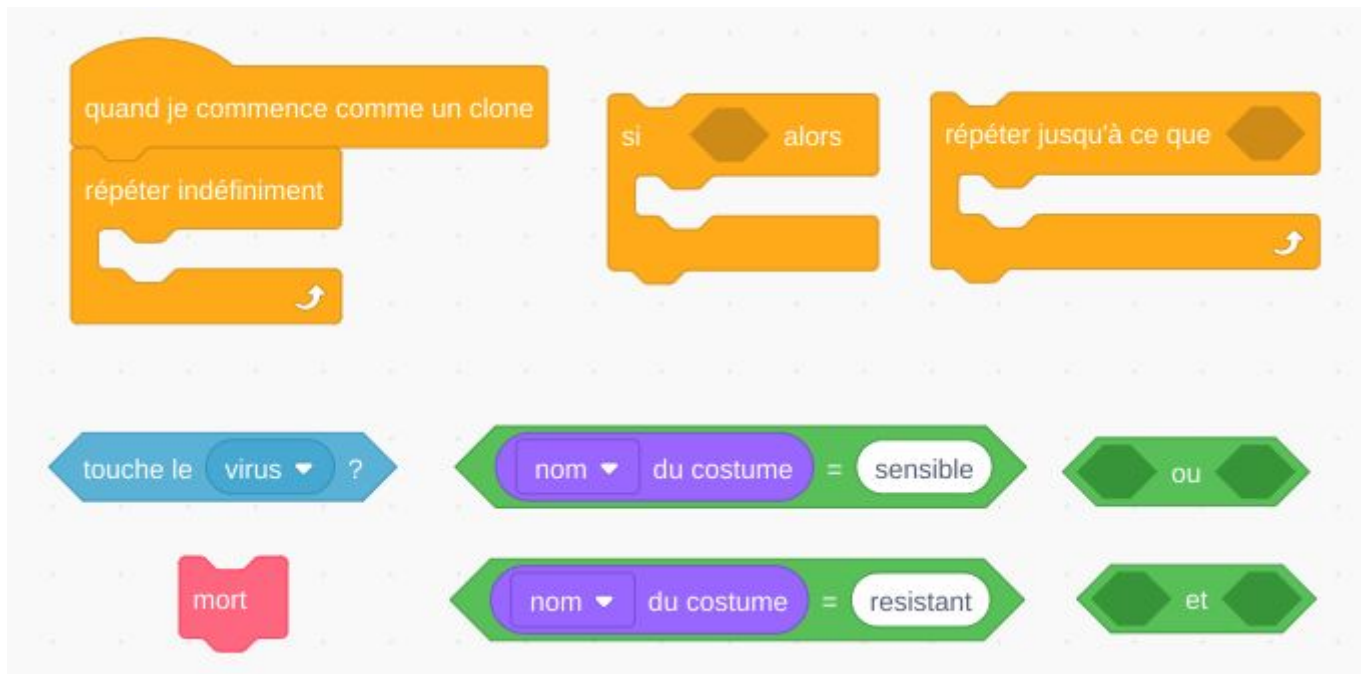 quand je commence comme un clone
répéter indéfiniment
si alors
répéter jusqu'à ce que
touche le virus ?
nom du costume = sensible
ou
mort
nom du costume = resistant
et